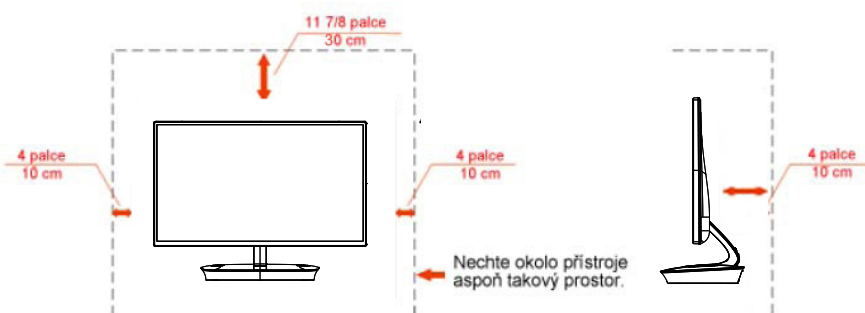 11 7/8 palce
30 cm
4 palce
10 cm
4 palce
10 cm
4 palce
10 cm
Nechte okolo přístroje
aspoň takový prostor.